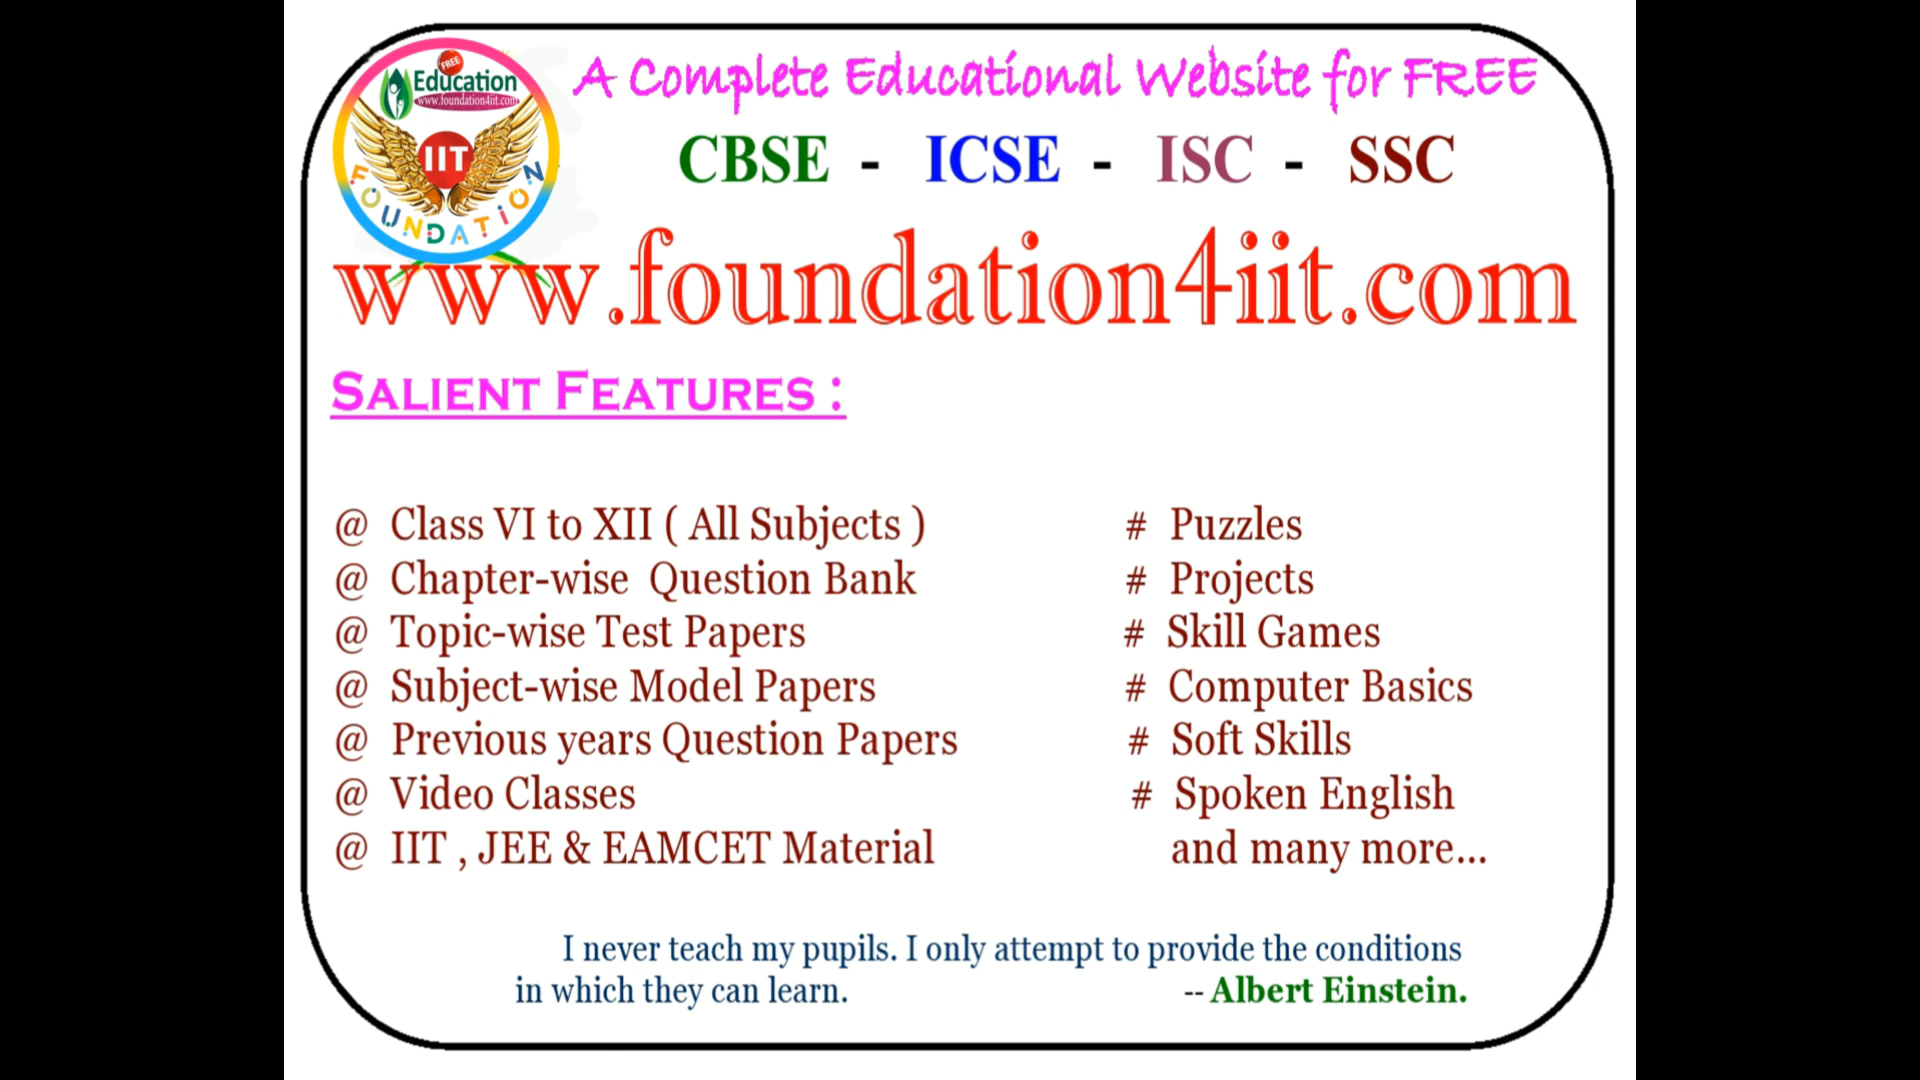 FREE
Education
www.foundation4iit.com
IIT
FOUNDATION
A Complete Educational Website for FREE
CBSE - ICSE - ISC - SSC
www.foundation4iit.com
SALIENT FEATURES :
@ Class VI to XII ( All Subjects )
@ Chapter-wise Question Bank
@ Topic-wise Test Papers
@ Subject-wise Model Papers
@ Previous years Question Papers
@ Video Classes
@ IIT , JEE & EAMCET Material
# Puzzles
# Projects
# Skill Games
# Computer Basics
# Soft Skills
# Spoken English
and many more...
I never teach my pupils. I only attempt to provide the conditions
in which they can learn. -- Albert Einstein.